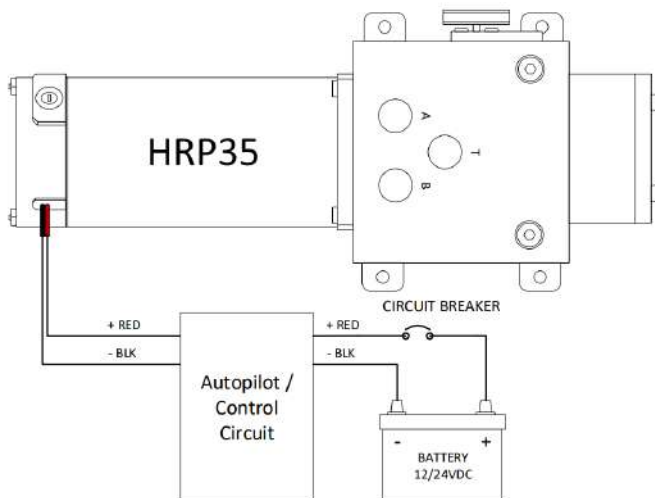 HRP35
A
T
B
CIRCUIT BREAKER
+ RED
+ RED
- BLK
- BLK
Autopilot /
Control
Circuit
- +
BATTERY
12/24VDC